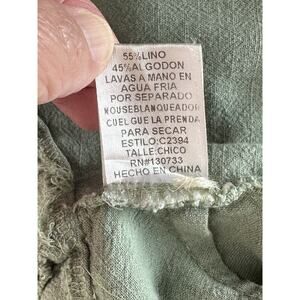 55%LINO
45%ALGODON
LAVAS A MANO EN
AGUA FRIA
POR SEPARADO
NOUSEBLANQUEADOR
CUELGUE LA PRENDA
PARA SECAR
ESTILO:C2394
TALLE:CHICO
RN#130733
HECHO EN CHINA